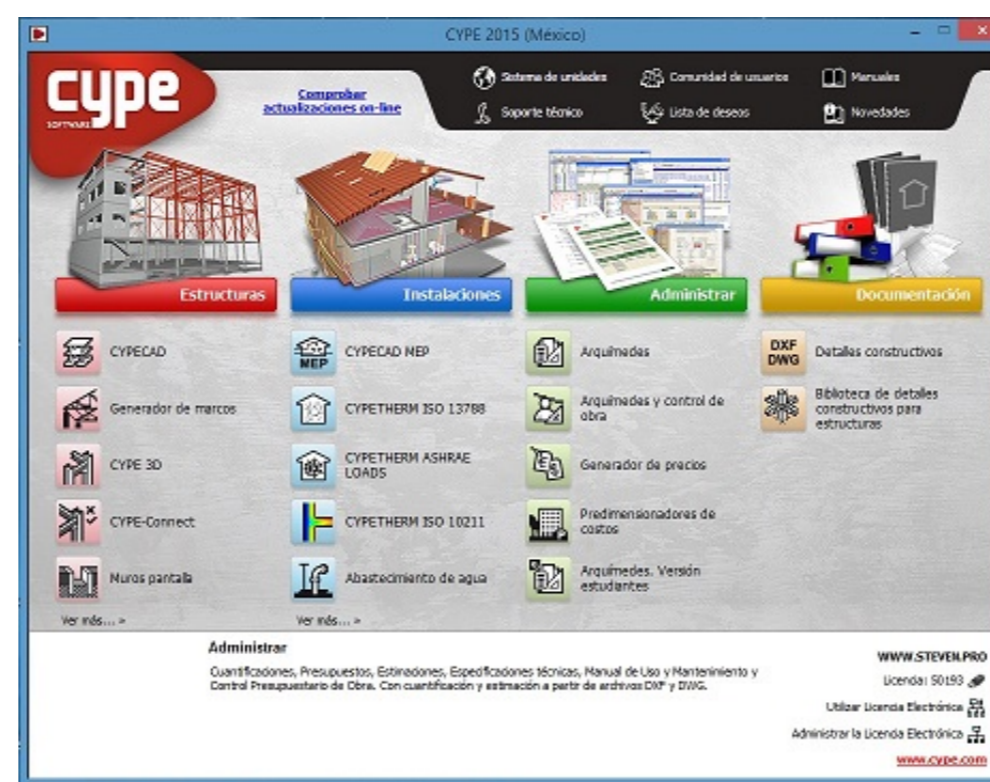 CYPE 2015 (México)
cype
SOFTWARE
Comprobar
actualizaciones on-line
Sistema de unidades
Comunidad de usuarios
Manuales
Soporte técnico
Lista de deseos
Novedades
Estructuras
Instalaciones
Administrar
Documentación
CYPECAD
Generador de marcos
CYPE 3D
CYPE-Connect
Muros pantalla
Ver más... »
MEP
CYPECAD MEP
CYPETHERM ISO 13788
CYPETHERM ASHRAE
LOADS
CYPETHERM ISO 10211
Abastecimiento de agua
Ver más... »
Arquímedes
Arquímedes y control de
obra
Generador de precios
Predimensionadores de
costos
Arquímedes. Versión
estudiantes
DXF
DWG
Detalles constructivos
Biblioteca de detalles
constructivos para
estructuras
Administrar
Cuantificaciones, Presupuestos, Estimaciones, Especificaciones técnicas, Manual de Uso y Mantenimiento y
Control Presupuestario de Obra. Con cuantificación y estimación a partir de archivos DXF y DWG.
WWW.STEVEN.PRO
Licencia: 50193
Utilizar Licencia Electrónica
Administrar la Licencia Electrónica
www.cype.com